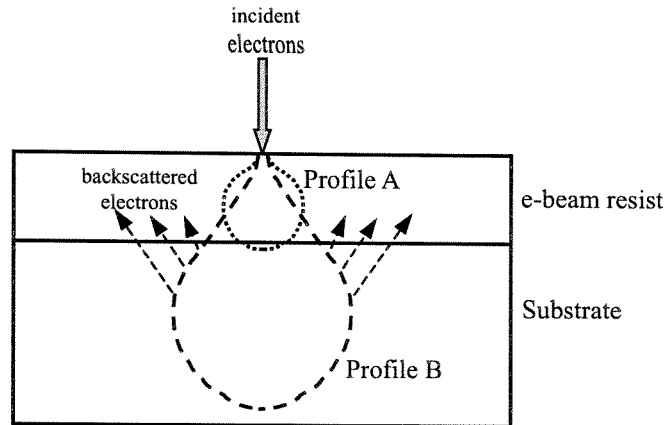 incident
electrons
backscattered
electrons
Profile A
e-beam resist
Substrate
Profile B